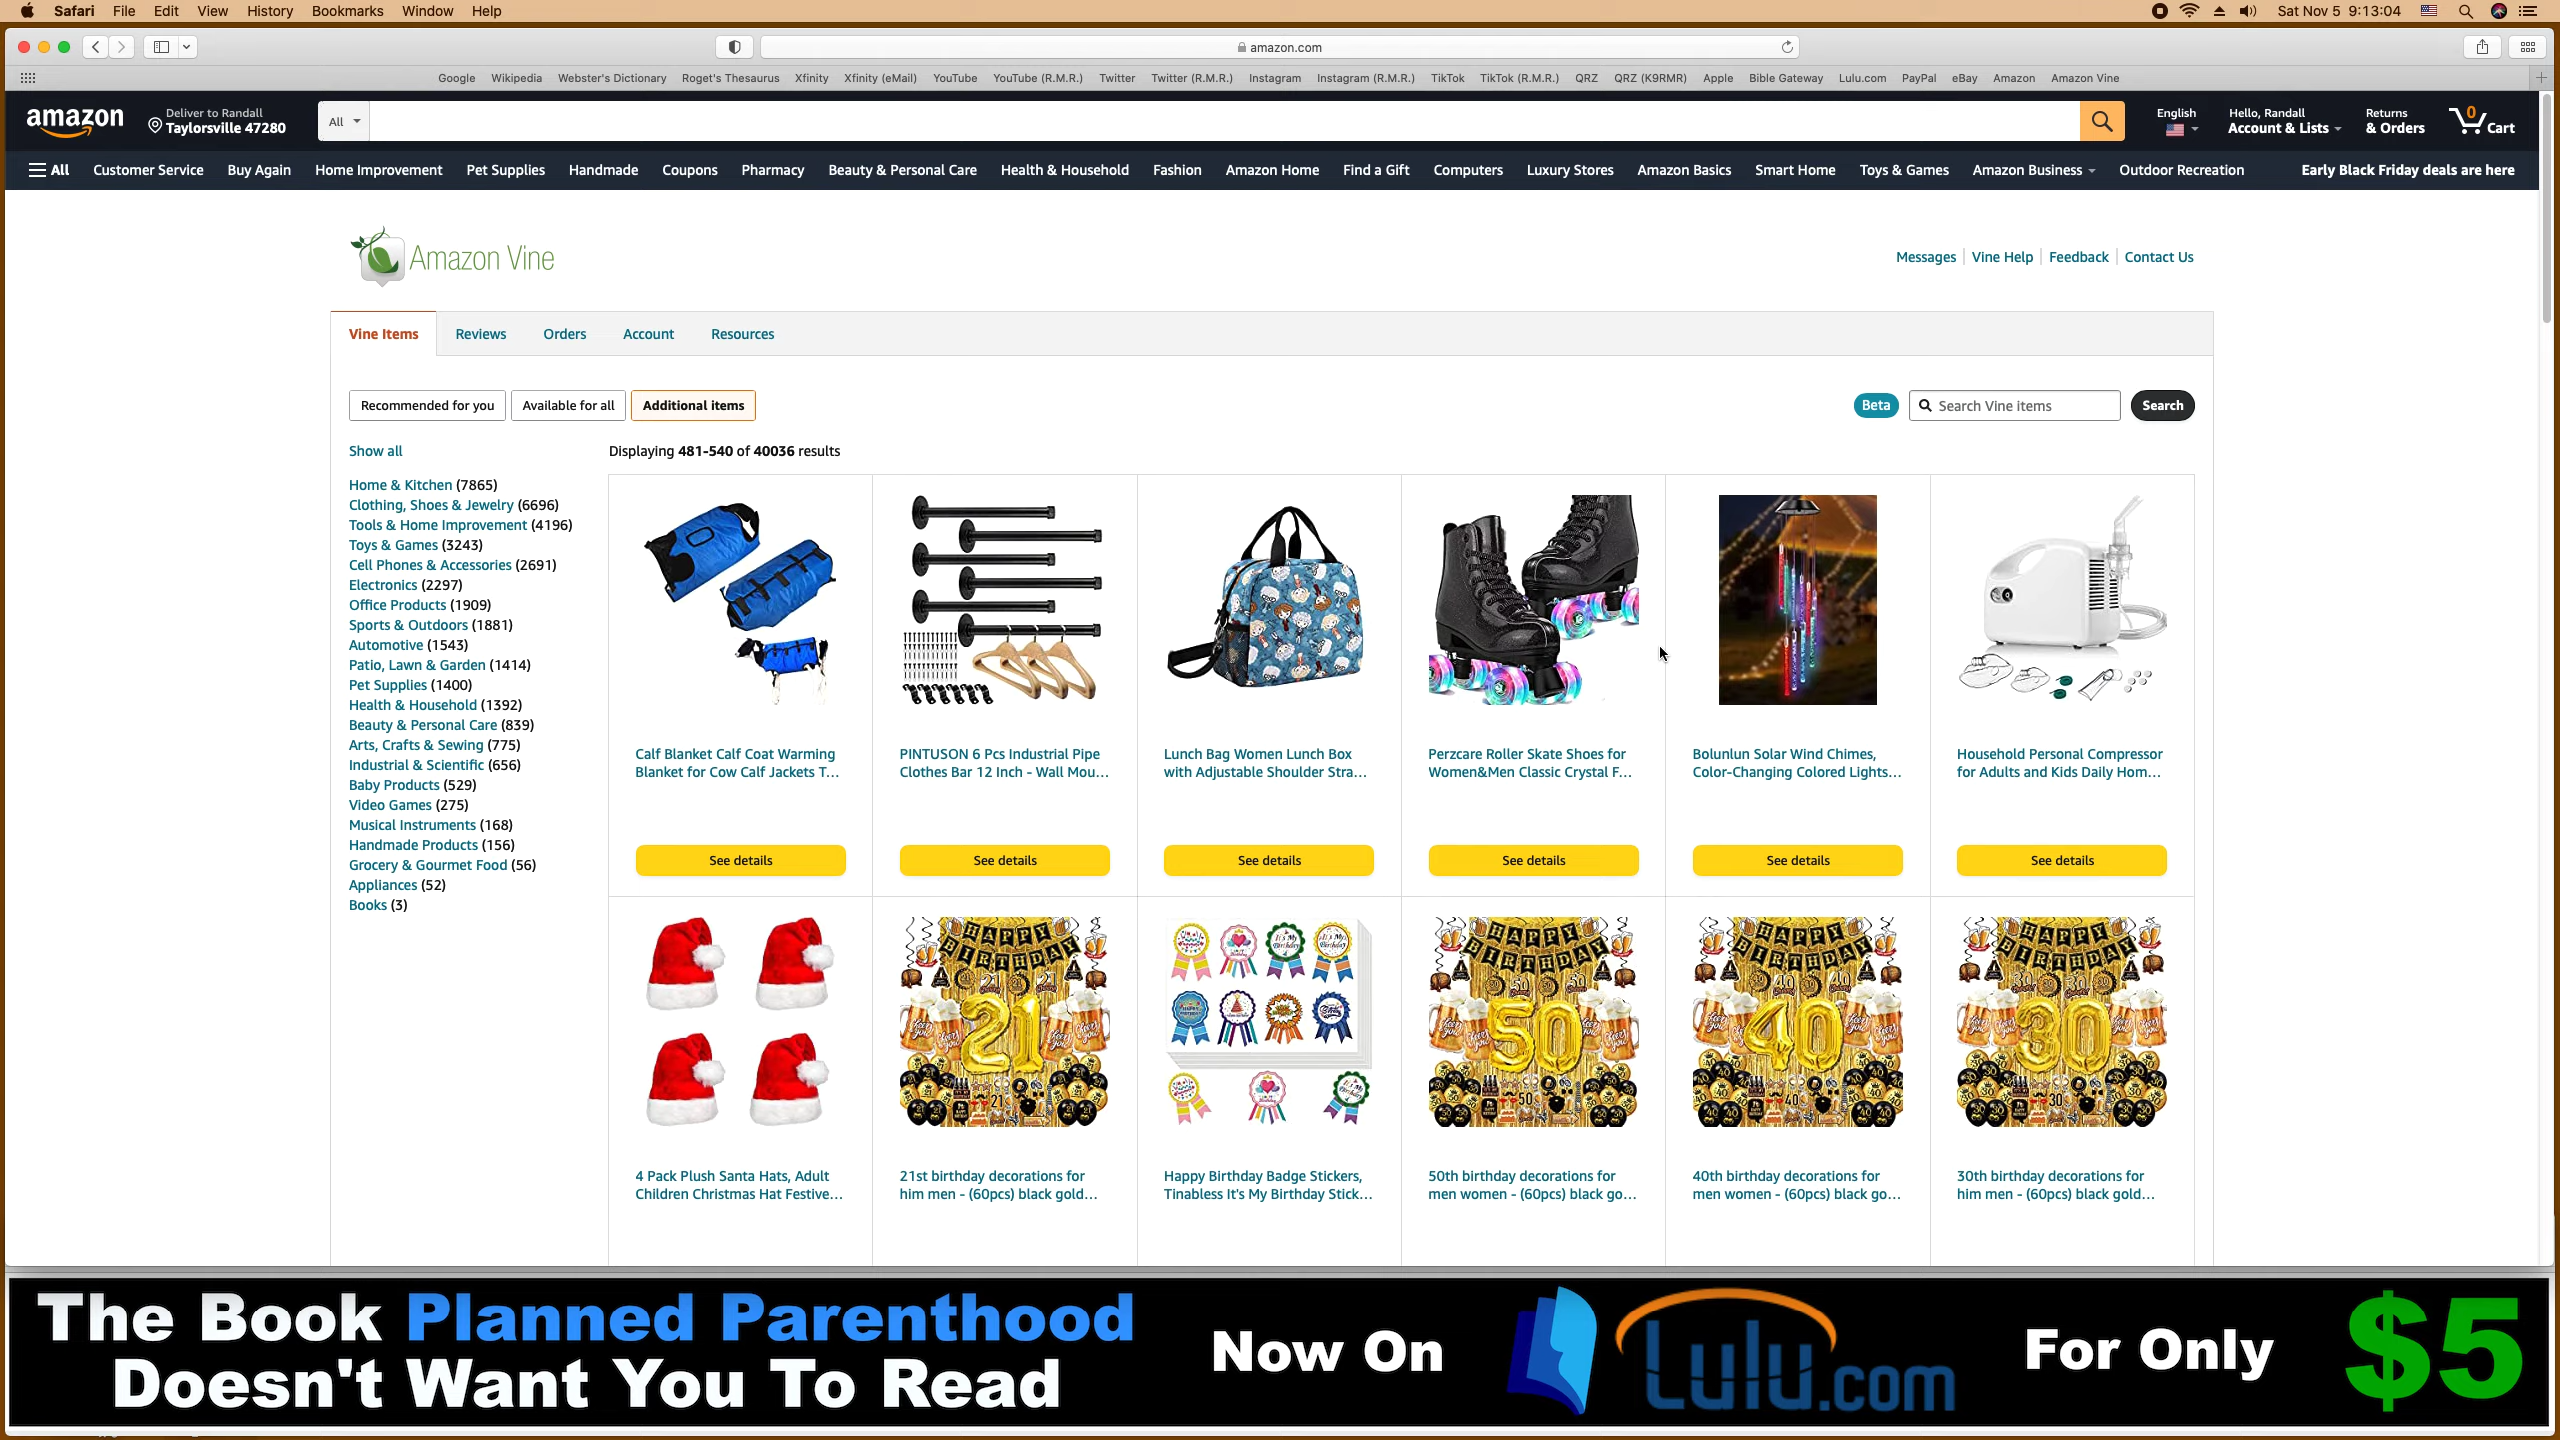 Safari File Edit View History Bookmarks Window Help Sat Nov 5 9:13:04
amazon.com
Google Wikipedia Webster's Dictionary Roget's Thesaurus Xfinity Xfinity (eMail) YouTube YouTube (R.M.R.) Twitter Twitter (R.M.R.) Instagram Instagram (R.M.R.) TikTok TikTok (R.M.R.) QRZ QRZ (K9RMR) Apple Bible Gateway Lulu.com PayPal eBay Amazon Amazon Vine
amazon Deliver to Randall Taylorsville 47280 All English Hello, Randall Account & Lists Returns & Orders 0 Cart
All Customer Service Buy Again Home Improvement Pet Supplies Handmade Coupons Pharmacy Beauty & Personal Care Health & Household Fashion Amazon Home Find a Gift Computers Luxury Stores Amazon Basics Smart Home Toys & Games Amazon Business Outdoor Recreation Early Black Friday deals are here
Amazon Vine
Messages Vine Help Feedback Contact Us
Vine Items Reviews Orders Account Resources
Recommended for you Available for all Additional items Beta Search Vine items Search
Show all
Displaying 481-540 of 40036 results
Home & Kitchen (7865)
Clothing, Shoes & Jewelry (6696)
Tools & Home Improvement (4196)
Toys & Games (3243)
Cell Phones & Accessories (2691)
Electronics (2297)
Office Products (1909)
Sports & Outdoors (1881)
Automotive (1543)
Patio, Lawn & Garden (1414)
Pet Supplies (1400)
Health & Household (1392)
Beauty & Personal Care (839)
Arts, Crafts & Sewing (775)
Industrial & Scientific (656)
Baby Products (529)
Video Games (275)
Musical Instruments (168)
Handmade Products (156)
Grocery & Gourmet Food (56)
Appliances (52)
Books (3)
Calf Blanket Calf Coat Warming
Blanket for Cow Calf Jackets T...
See details
PINTUSON 6 Pcs Industrial Pipe
Clothes Bar 12 Inch - Wall Mou...
See details
Lunch Bag Women Lunch Box
with Adjustable Shoulder Stra...
See details
Perzcare Roller Skate Shoes for
Women&Men Classic Crystal F...
See details
Bolunlun Solar Wind Chimes,
Color-Changing Colored Lights...
See details
Household Personal Compressor
for Adults and Kids Daily Hom...
See details
4 Pack Plush Santa Hats, Adult
Children Christmas Hat Festive...
HAPPY
BIRTHDAY
21
21st birthday decorations for
him men - (60pcs) black gold...
Happy Birthday Badge Stickers,
Tinabless It's My Birthday Stick...
HAPPY
BIRTHDAY
50
50th birthday decorations for
men women - (60pcs) black go...
HAPPY
BIRTHDAY
40
40th birthday decorations for
men women - (60pcs) black go...
HAPPY
BIRTHDAY
30
30th birthday decorations for
him men - (60pcs) black gold...
The Book Planned Parenthood
Doesn't Want You To Read
Now On
Lulu.com
For Only
$5